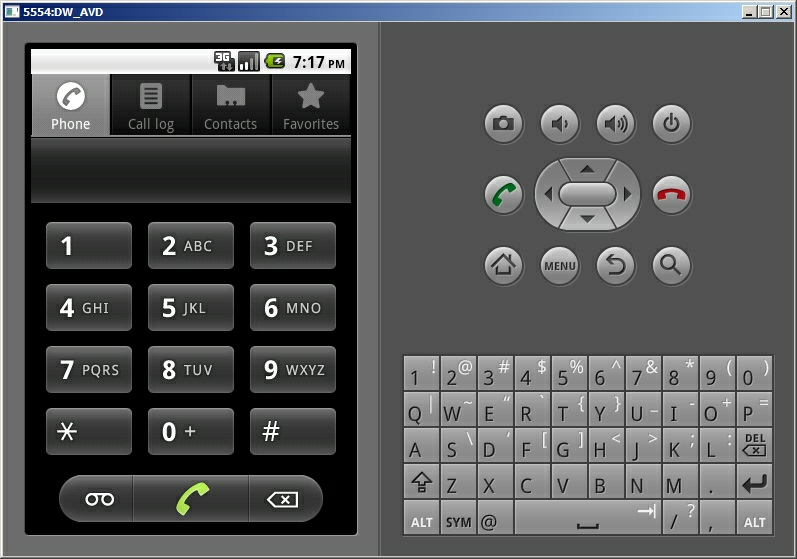 5554:DW_AVD
3G 7:17 PM
Phone Call log Contacts Favorites
1 2 ABC 3 DEF
4 GHI 5 JKL 6 MNO
7 PQRS 8 TUV 9 WXYZ
* 0 + #
MENU
1 ! 2 @ 3 # 4 $ 5 % 6 ^ 7 & 8 * 9 ( 0 )
Q | W ~ E “ R ` T { Y } U _ I - O + P =
A S \ D ‘ F [ G ] H < J > K ; L : DEL
Z X C V B N M .
ALT SYM @ / ? , ALT